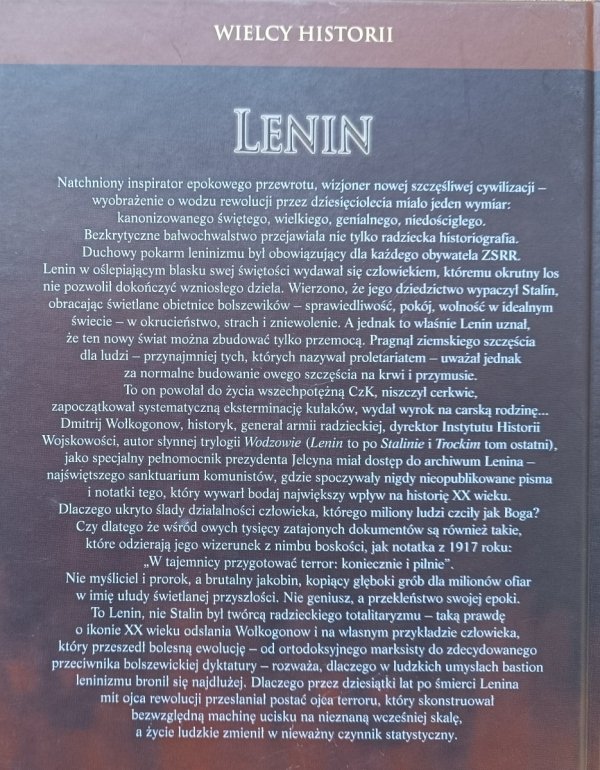 WIELCY HISTORII
LENIN
Natchniony inspirator epokowego przewrotu, wizjoner nowej szczęśliwej cywilizacji –
wyobrażenie o wodzu rewolucji przez dziesięciolecia miało jeden wymiar:
kanonizowanego świętego, wielkiego, genialnego, niedościgłego.
Bezkrytyczne bałwochwalstwo przejawiała nie tylko radziecka historiografia.
Duchowy pokarm leninizmu był obowiązujący dla każdego obywatela ZSRR.
Lenin w oślepiającym blasku swej świętości wydawał się człowiekiem, któremu okrutny los
nie pozwolił dokończyć wzniosłego dzieła. Wierzono, że jego dziedzictwo wypaczył Stalin,
obracając świetlane obietnice bolszewików – sprawiedliwość, pokój, wolność w idealnym
świecie – w okrucieństwo, strach i zniewolenie. A jednak to właśnie Lenin uznał,
że ten nowy świat można zbudować tylko przemocą. Pragnął ziemskiego szczęścia
dla ludzi – przynajmniej tych, których nazywał proletariatem – uważał jednak
za normalne budowanie owego szczęścia na krwi i przymusie.
To on powołał do życia wszechpotężną CzK, niszczył cerkwie,
zapoczątkował systematyczną eksterminację kułaków, wydał wyrok na carską rodzinę...
Dmitrij Wołkogonow, historyk, generał armii radzieckiej, dyrektor Instytutu Historii
Wojskowości, autor słynnej trylogii Wodzowie (Lenin to po Stalinie i Trockim tom ostatni),
jako specjalny pełnomocnik prezydenta Jelcyna miał dostęp do archiwum Lenina –
najświętszego sanktuarium komunistów, gdzie spoczywały nigdy nieopublikowane pisma
i notatki tego, który wywarł bodaj największy wpływ na historię XX wieku.
Dlaczego ukryto ślady działalności człowieka, którego miliony ludzi czciły jak Boga?
Czy dlatego że wśród owych tysięcy zatajonych dokumentów są również takie,
które odzierają jego wizerunek z nimbu boskości, jak notatka z 1917 roku:
„W tajemnicy przygotować terror: koniecznie i pilnie”.
Nie myśliciel i prorok, a brutalny jakobin, kopiący głęboki grób dla milionów ofiar
w imię ułudy świetlanej przyszłości. Nie geniusz, a przekleństwo swojej epoki.
To Lenin, nie Stalin był twórcą radzieckiego totalitaryzmu – taką prawdę
o ikonie XX wieku odsłania Wołkogonow i na własnym przykładzie człowieka,
który przeszedł bolesną ewolucję – od ortodoksyjnego marksisty do zdecydowanego
przeciwnika bolszewickiej dyktatury – rozważa, dlaczego w ludzkich umysłach bastion
leninizmu bronił się najdłużej. Dlaczego przez dziesiątki lat po śmierci Lenina
mit ojca rewolucji przesłaniał postać ojca terroru, który skonstruował
bezwzględną machinę ucisku na nieznaną wcześniej skalę,
a życie ludzkie zmienił w nieważny czynnik statystyczny.